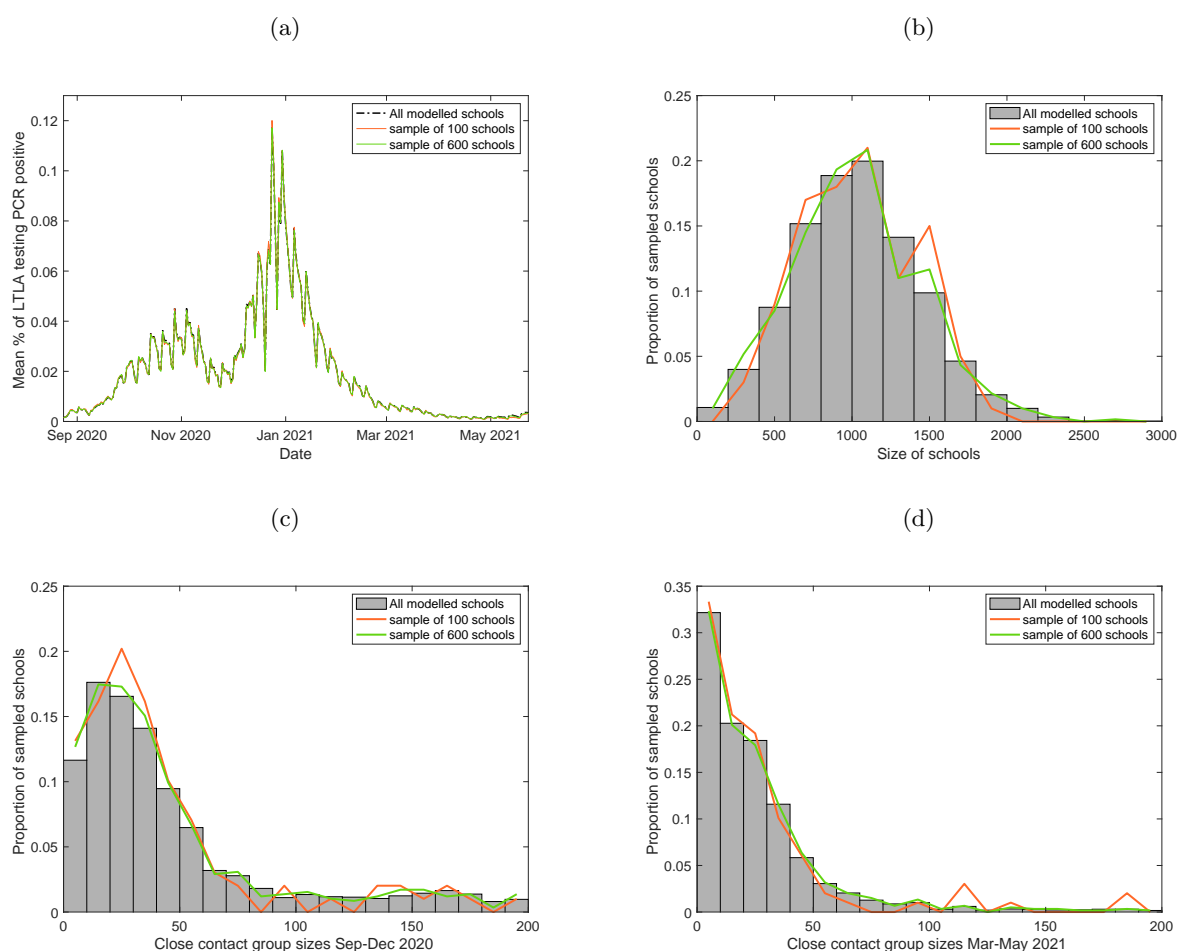 (a)
0.12
0.1
0.08
0.06
0.04
0.02
0
Mean % of LTLA testing PCR positive
Sep 2020
Nov 2020
Jan 2021
Mar 2021
May 2021
Date
All modelled schools
sample of 100 schools
sample of 600 schools
(b)
0.25
0.2
0.15
0.1
0.05
0
Proportion of sampled schools
0
500
1000
1500
2000
2500
3000
Size of schools
All modelled schools
sample of 100 schools
sample of 600 schools
(c)
0.25
0.2
0.15
0.1
0.05
0
Proportion of sampled schools
0
50
100
150
200
Close contact group sizes Sep-Dec 2020
All modelled schools
sample of 100 schools
sample of 600 schools
(d)
0.35
0.3
0.25
0.2
0.15
0.1
0.05
0
Proportion of sampled schools
0
50
100
150
200
Close contact group sizes Mar-May 2021
All modelled schools
sample of 100 schools
sample of 600 schools